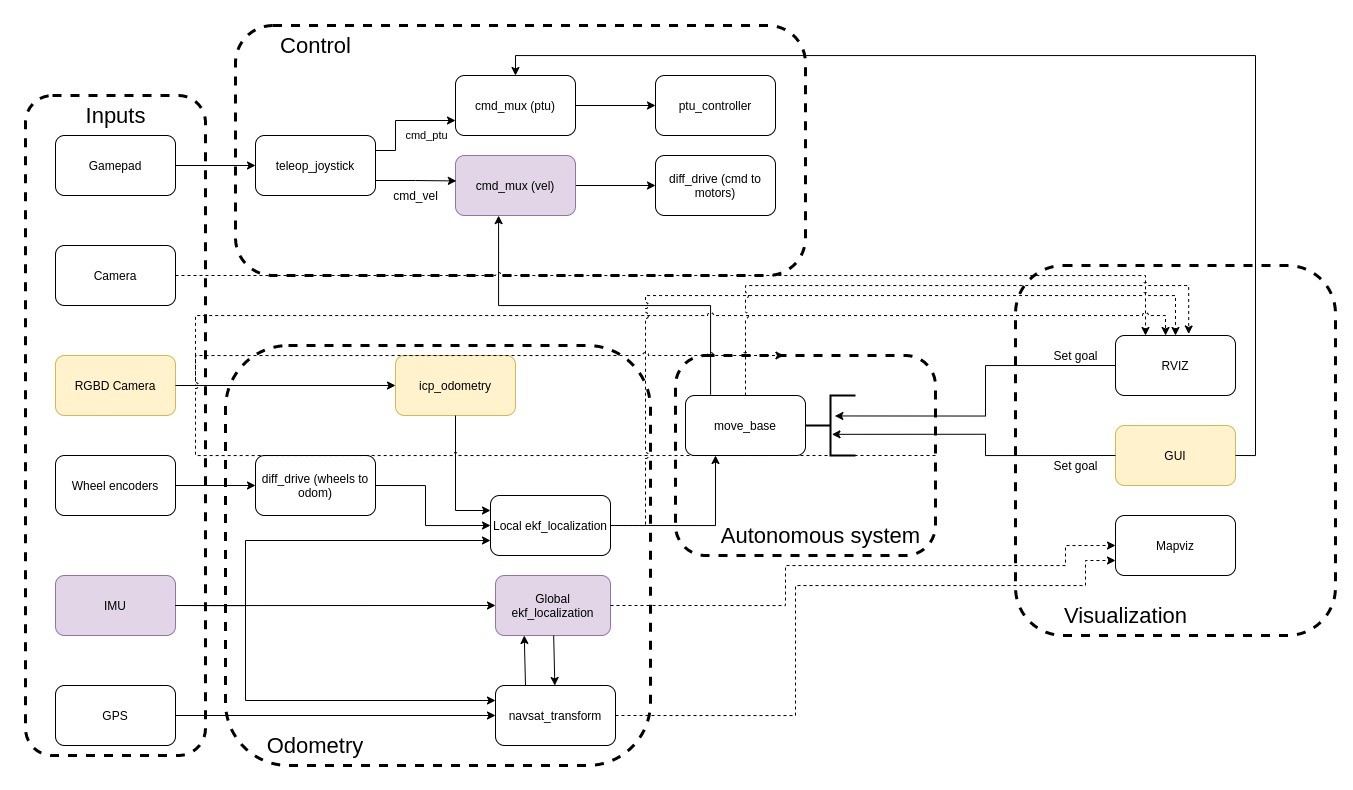 Control
Inputs
cmd_mux (ptu)
ptu_controller
cmd_ptu
Gamepad
teleop_joystick
cmd_vel
cmd_mux (vel)
diff_drive (cmd to
motors)
Camera
RGBD Camera
icp_odometry
Set goal
RVIZ
move_base
GUI
Set goal
Wheel encoders
diff_drive (wheels to
odom)
Local ekf_localization
Autonomous system
Mapviz
IMU
Global
ekf_localization
Visualization
GPS
navsat_transform
Odometry